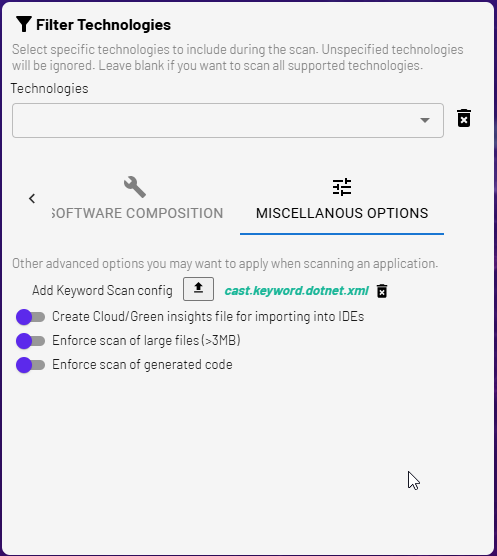 Filter Technologies
Select specific technologies to include during the scan. Unspecified technologies
will be ignored. Leave blank if you want to scan all supported technologies.
Technologies
SOFTWARE COMPOSITION
MISCELLANOUS OPTIONS
Other advanced options you may want to apply when scanning an application.
Add Keyword Scan config cast.keyword.dotnet.xml
Create Cloud/Green insights file for importing into IDEs
Enforce scan of large files (>3MB)
Enforce scan of generated code